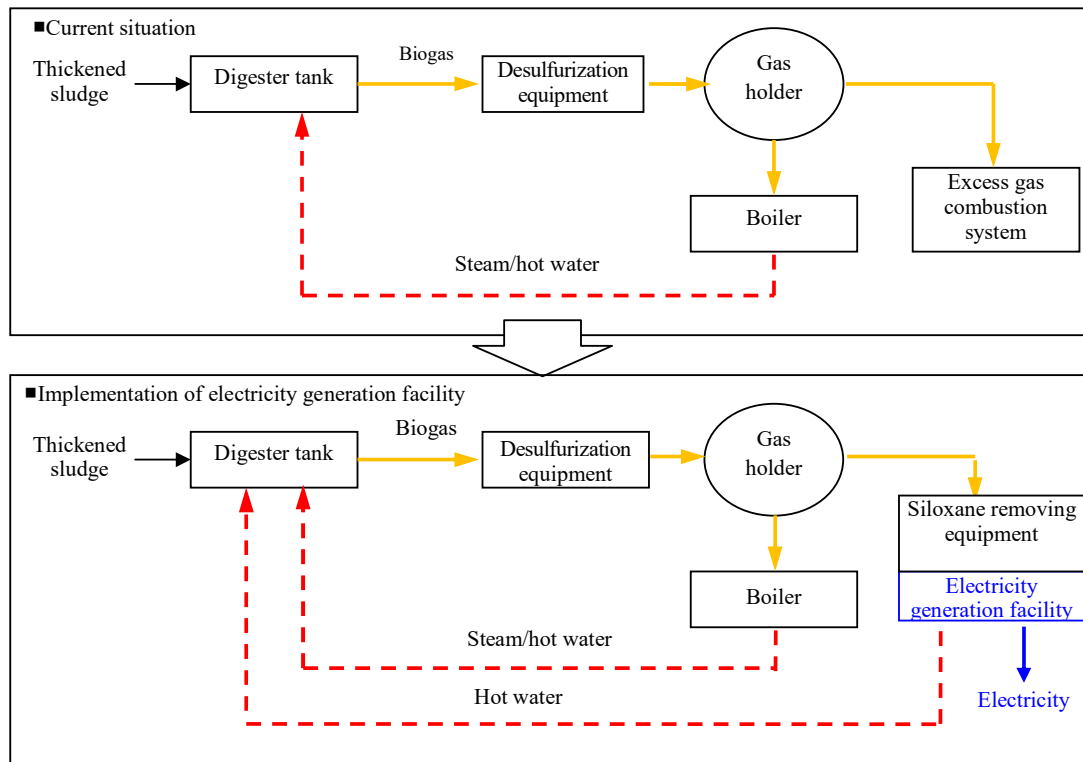 ■Current situation
Thickened
sludge
Digester tank
Biogas
Desulfurization
equipment
Gas
holder
Boiler
Excess gas
combustion
system
Steam/hot water
■Implementation of electricity generation facility
Thickened
sludge
Digester tank
Biogas
Desulfurization
equipment
Gas
holder
Siloxane removing
equipment
Boiler
Electricity
generation facility
Steam/hot water
Hot water
Electricity